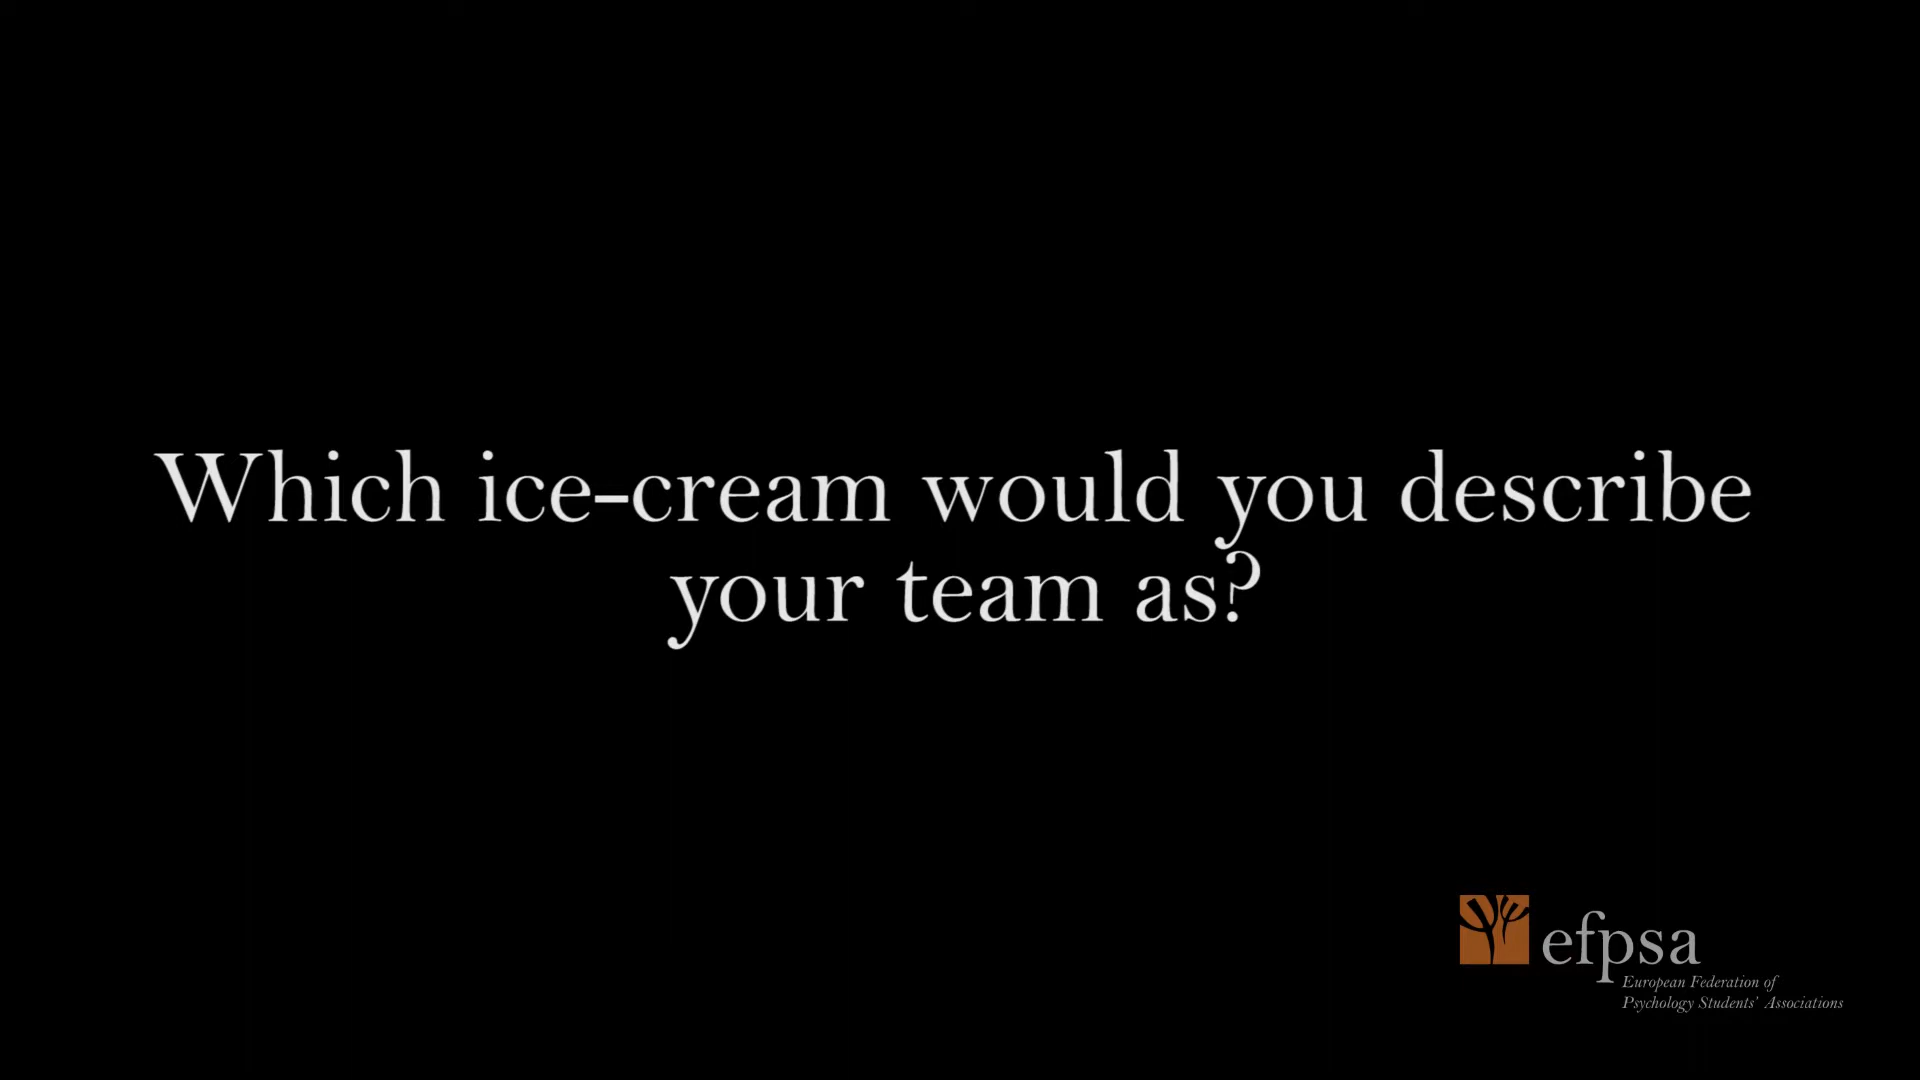 Which ice-cream would you describe
your team as?
efpsa
European Federation of
Psychology Students' Associations